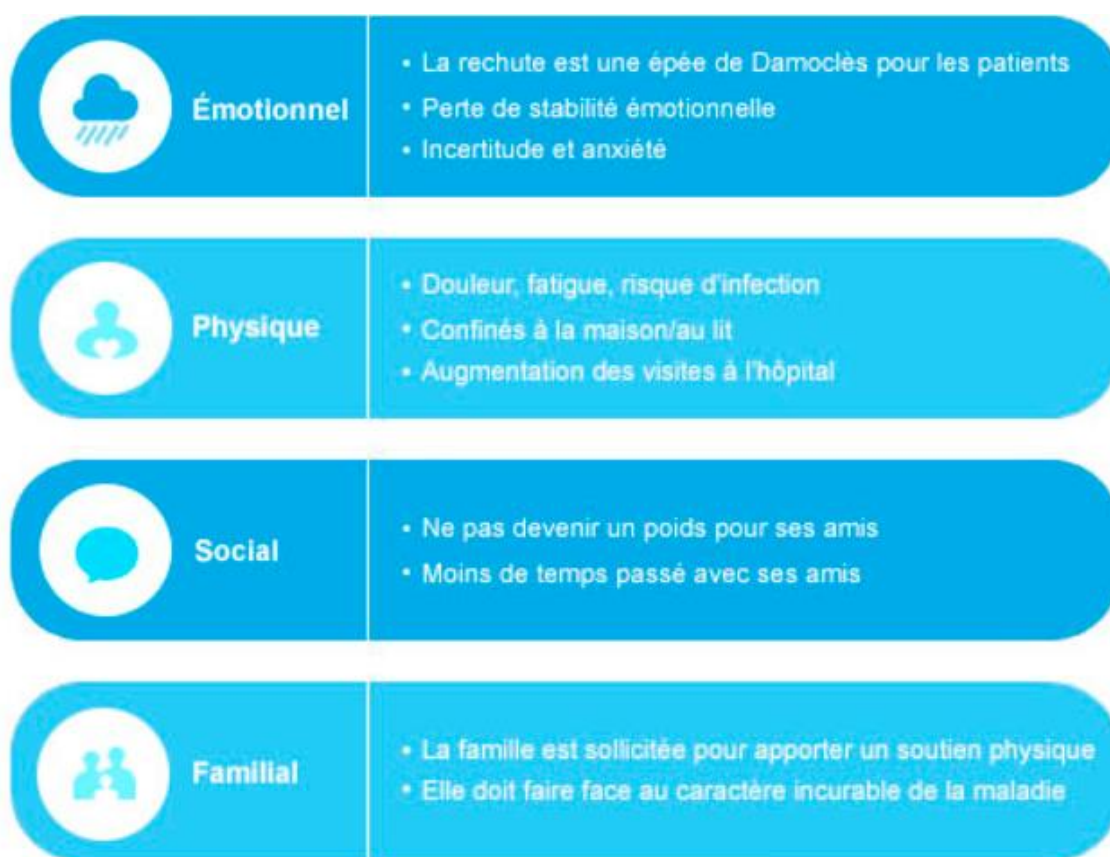 Émotionnel
• La rechute est une épée de Damoclès pour les patients
• Perte de stabilité émotionnelle
• Incertitude et anxiété
Physique
• Douleur, fatigue, risque d'infection
• Confinés à la maison/au lit
• Augmentation des visites à l'hôpital
Social
• Ne pas devenir un poids pour ses amis
• Moins de temps passé avec ses amis
Familial
• La famille est sollicitée pour apporter un soutien physique
• Elle doit faire face au caractère incurable de la maladie